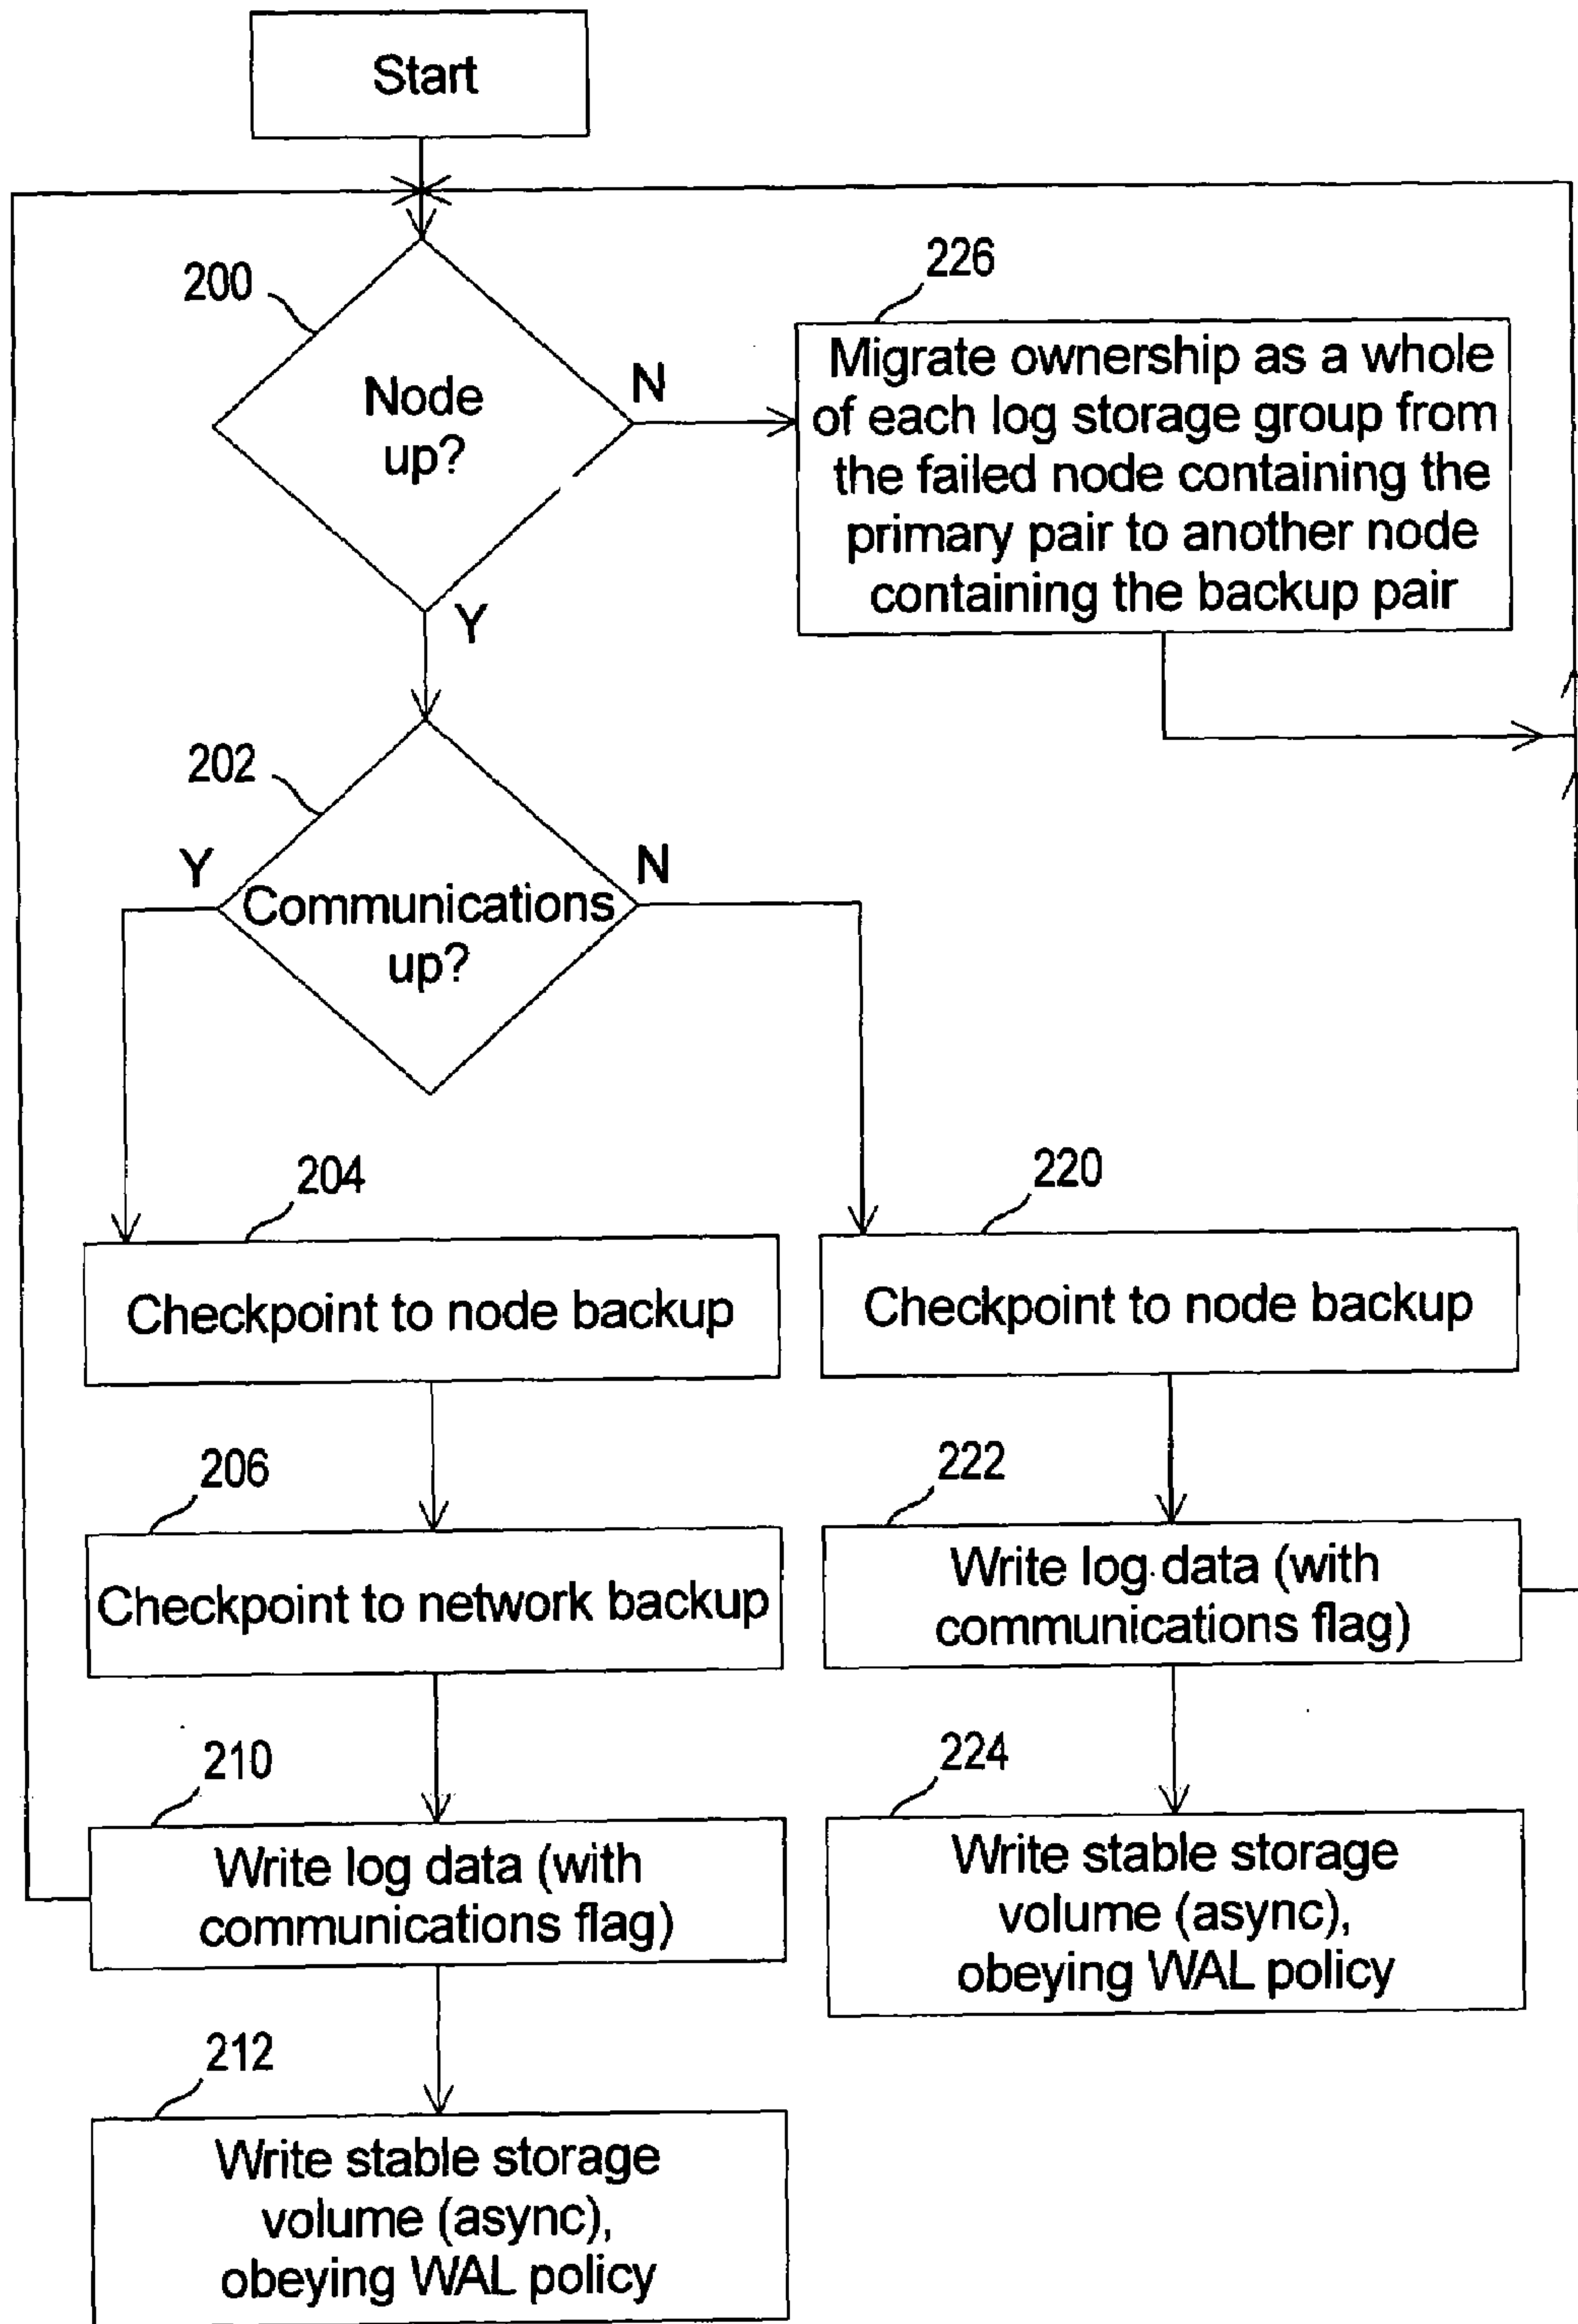 Start
200
Node
up?
N
Y
226
Migrate ownership as a whole
of each log storage group from
the failed node containing the
primary pair to another node
containing the backup pair
202
Y
N
Communications
up?
204
Checkpoint to node backup
220
Checkpoint to node backup
206
Checkpoint to network backup
222
Write log data (with
communications flag)
210
Write log data (with
communications flag)
224
Write stable storage
volume (async),
obeying WAL policy
212
Write stable storage
volume (async),
obeying WAL policy